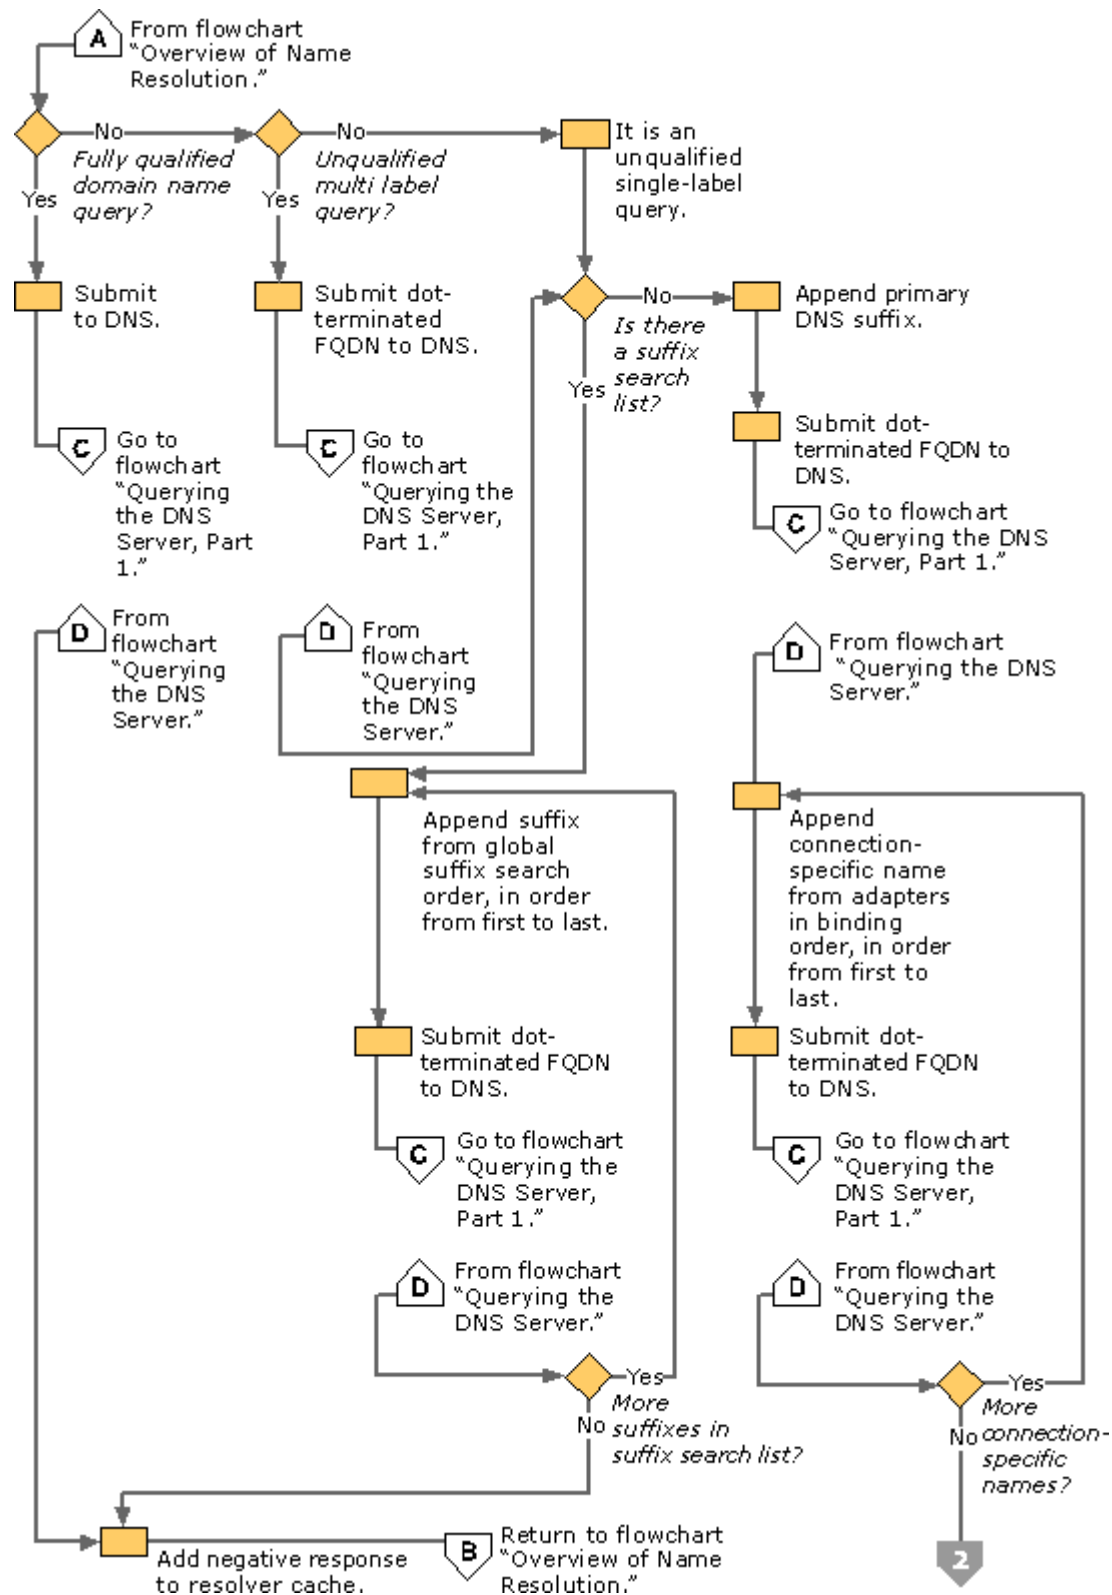 A
From flowchart
“Overview of Name
Resolution.”
No
Fully qualified
domain name
query?
Yes
No
Unqualified
multi label
query?
Yes
It is an
unqualified
single-label
query.
Submit
to DNS.
Submit dot-
terminated
FQDN to DNS.
No
Is there
a suffix
search
list?
Yes
Append primary
DNS suffix.
C
Go to
flowchart
“Querying
the DNS
Server, Part
1.”
C
Go to
flowchart
“Querying the
DNS Server,
Part 1.”
Submit dot-
terminated FQDN to
DNS.
C
Go to flowchart
“Querying the DNS
Server, Part 1.”
D
From
flowchart
“Querying
the DNS
Server.”
D
From
flowchart
“Querying
the DNS
Server.”
D
From flowchart
“Querying the DNS
Server.”
Append suffix
from global
suffix search
order, in order
from first to last.
Append
connection-
specific name
from adapters
in binding
order, in order
from first to
last.
Submit dot-
terminated FQDN
to DNS.
Submit dot-
terminated FQDN
to DNS.
C
Go to flowchart
“Querying the
DNS Server,
Part 1.”
C
Go to flowchart
“Querying the
DNS Server,
Part 1.”
D
From flowchart
“Querying the
DNS Server.”
D
From flowchart
“Querying the
DNS Server.”
Yes
More
suffixes in
suffix search list?
No
Yes
More
connection-
specific
names?
No
Add negative response
to resolver cache.
B
Return to flowchart
“Overview of Name
Resolution.”
2